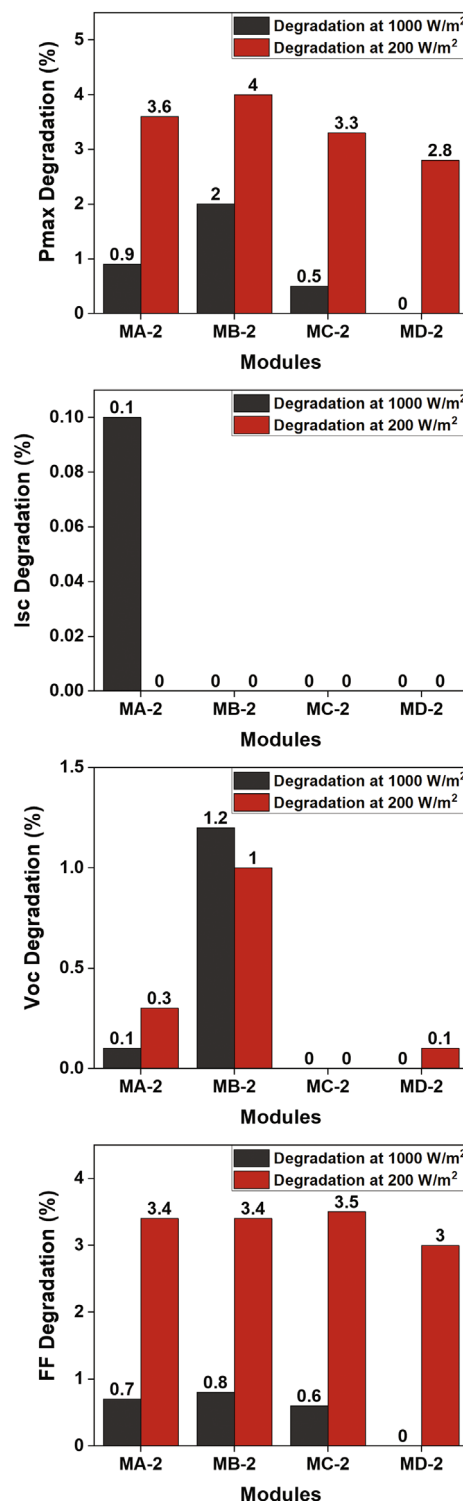 Degradation at 1000 W/m²
Degradation at 200 W/m²
Pmax Degradation (%)
5
4
3
2
1
0
0.9
3.6
2
4
0.5
3.3
0
2.8
MA-2 MB-2 MC-2 MD-2
Modules
Degradation at 1000 W/m²
Degradation at 200 W/m²
Isc Degradation (%)
0.10
0.08
0.06
0.04
0.02
0.00
0.1
0
0
0
0
0
0
0
MA-2 MB-2 MC-2 MD-2
Modules
Degradation at 1000 W/m²
Degradation at 200 W/m²
Voc Degradation (%)
1.5
1.0
0.5
0.0
0.1
0.3
1.2
1
0
0
0
0.1
MA-2 MB-2 MC-2 MD-2
Modules
Degradation at 1000 W/m²
Degradation at 200 W/m²
FF Degradation (%)
4
3
2
1
0
0.7
3.4
0.8
3.4
0.6
3.5
0
3
MA-2 MB-2 MC-2 MD-2
Modules